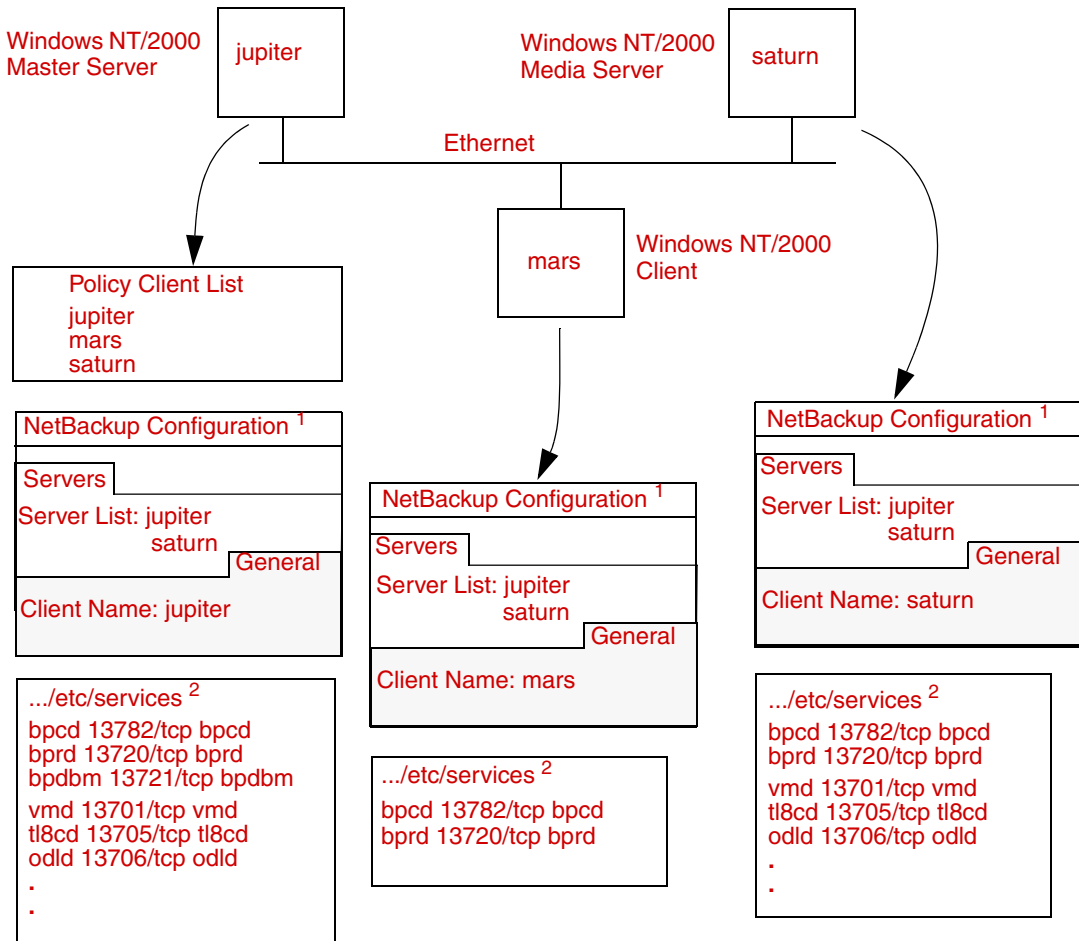 Windows NT/2000
Master Server
jupiter
Windows NT/2000
Media Server
saturn
Ethernet
mars
Windows NT/2000
Client
Policy Client List
jupiter
mars
saturn
NetBackup Configuration 1
Servers
Server List: jupiter
saturn
General
Client Name: jupiter
.../etc/services 2
bpcd 13782/tcp bpcd
bprd 13720/tcp bprd
bpdbm 13721/tcp bpdbm
vmd 13701/tcp vmd
tl8cd 13705/tcp tl8cd
odld 13706/tcp odld
.
.
NetBackup Configuration 1
Servers
Server List: jupiter
saturn
General
Client Name: mars
.../etc/services 2
bpcd 13782/tcp bpcd
bprd 13720/tcp bprd
NetBackup Configuration 1
Servers
Server List: jupiter
saturn
General
Client Name: saturn
.../etc/services 2
bpcd 13782/tcp bpcd
bprd 13720/tcp bprd
vmd 13701/tcp vmd
tl8cd 13705/tcp tl8cd
odld 13706/tcp odld
.
.